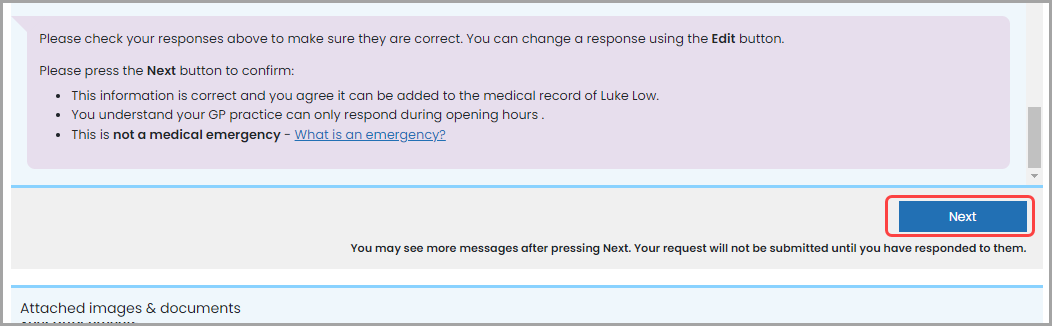 Please check your responses above to make sure they are correct. You can change a response using the Edit button.
Please press the Next button to confirm:
• This information is correct and you agree it can be added to the medical record of Luke Low.
• You understand your GP practice can only respond during opening hours .
• This is not a medical emergency - What is an emergency?
Next
You may see more messages after pressing Next. Your request will not be submitted until you have responded to them.
Attached images & documents